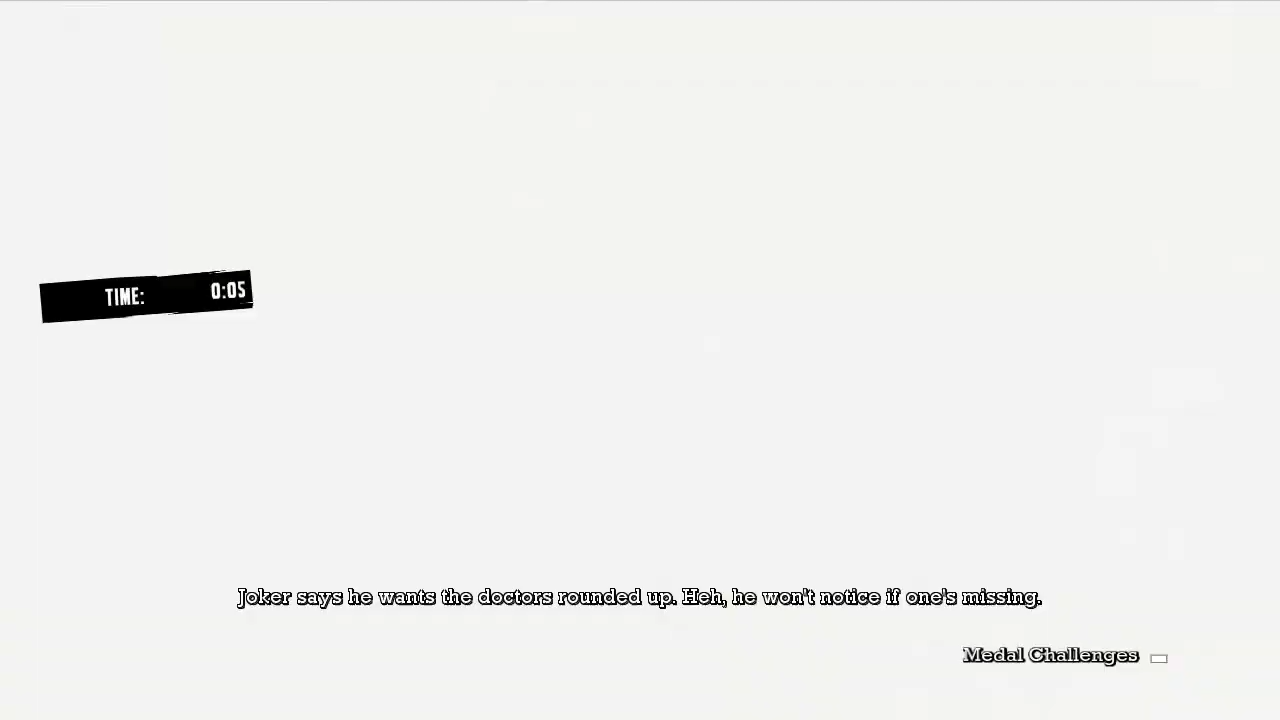 TIME: 0:05
Joker says he wants the doctors rounded up. Heh, he won't notice if one's missing.
Medal Challenges